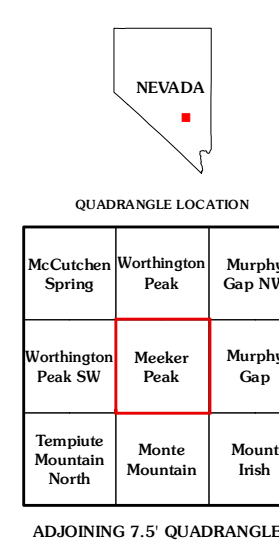 NEVADA
QUADRANGLE LOCATION
McCutchen Worthington Murphy
Spring Peak Gap NW
Worthington Meeker Murphy
Peak SW Peak Gap
Tempiute
Mountain
North
Monte
Mountain
Mount
Irish
ADJOINING 7.5' QUADRANGLE